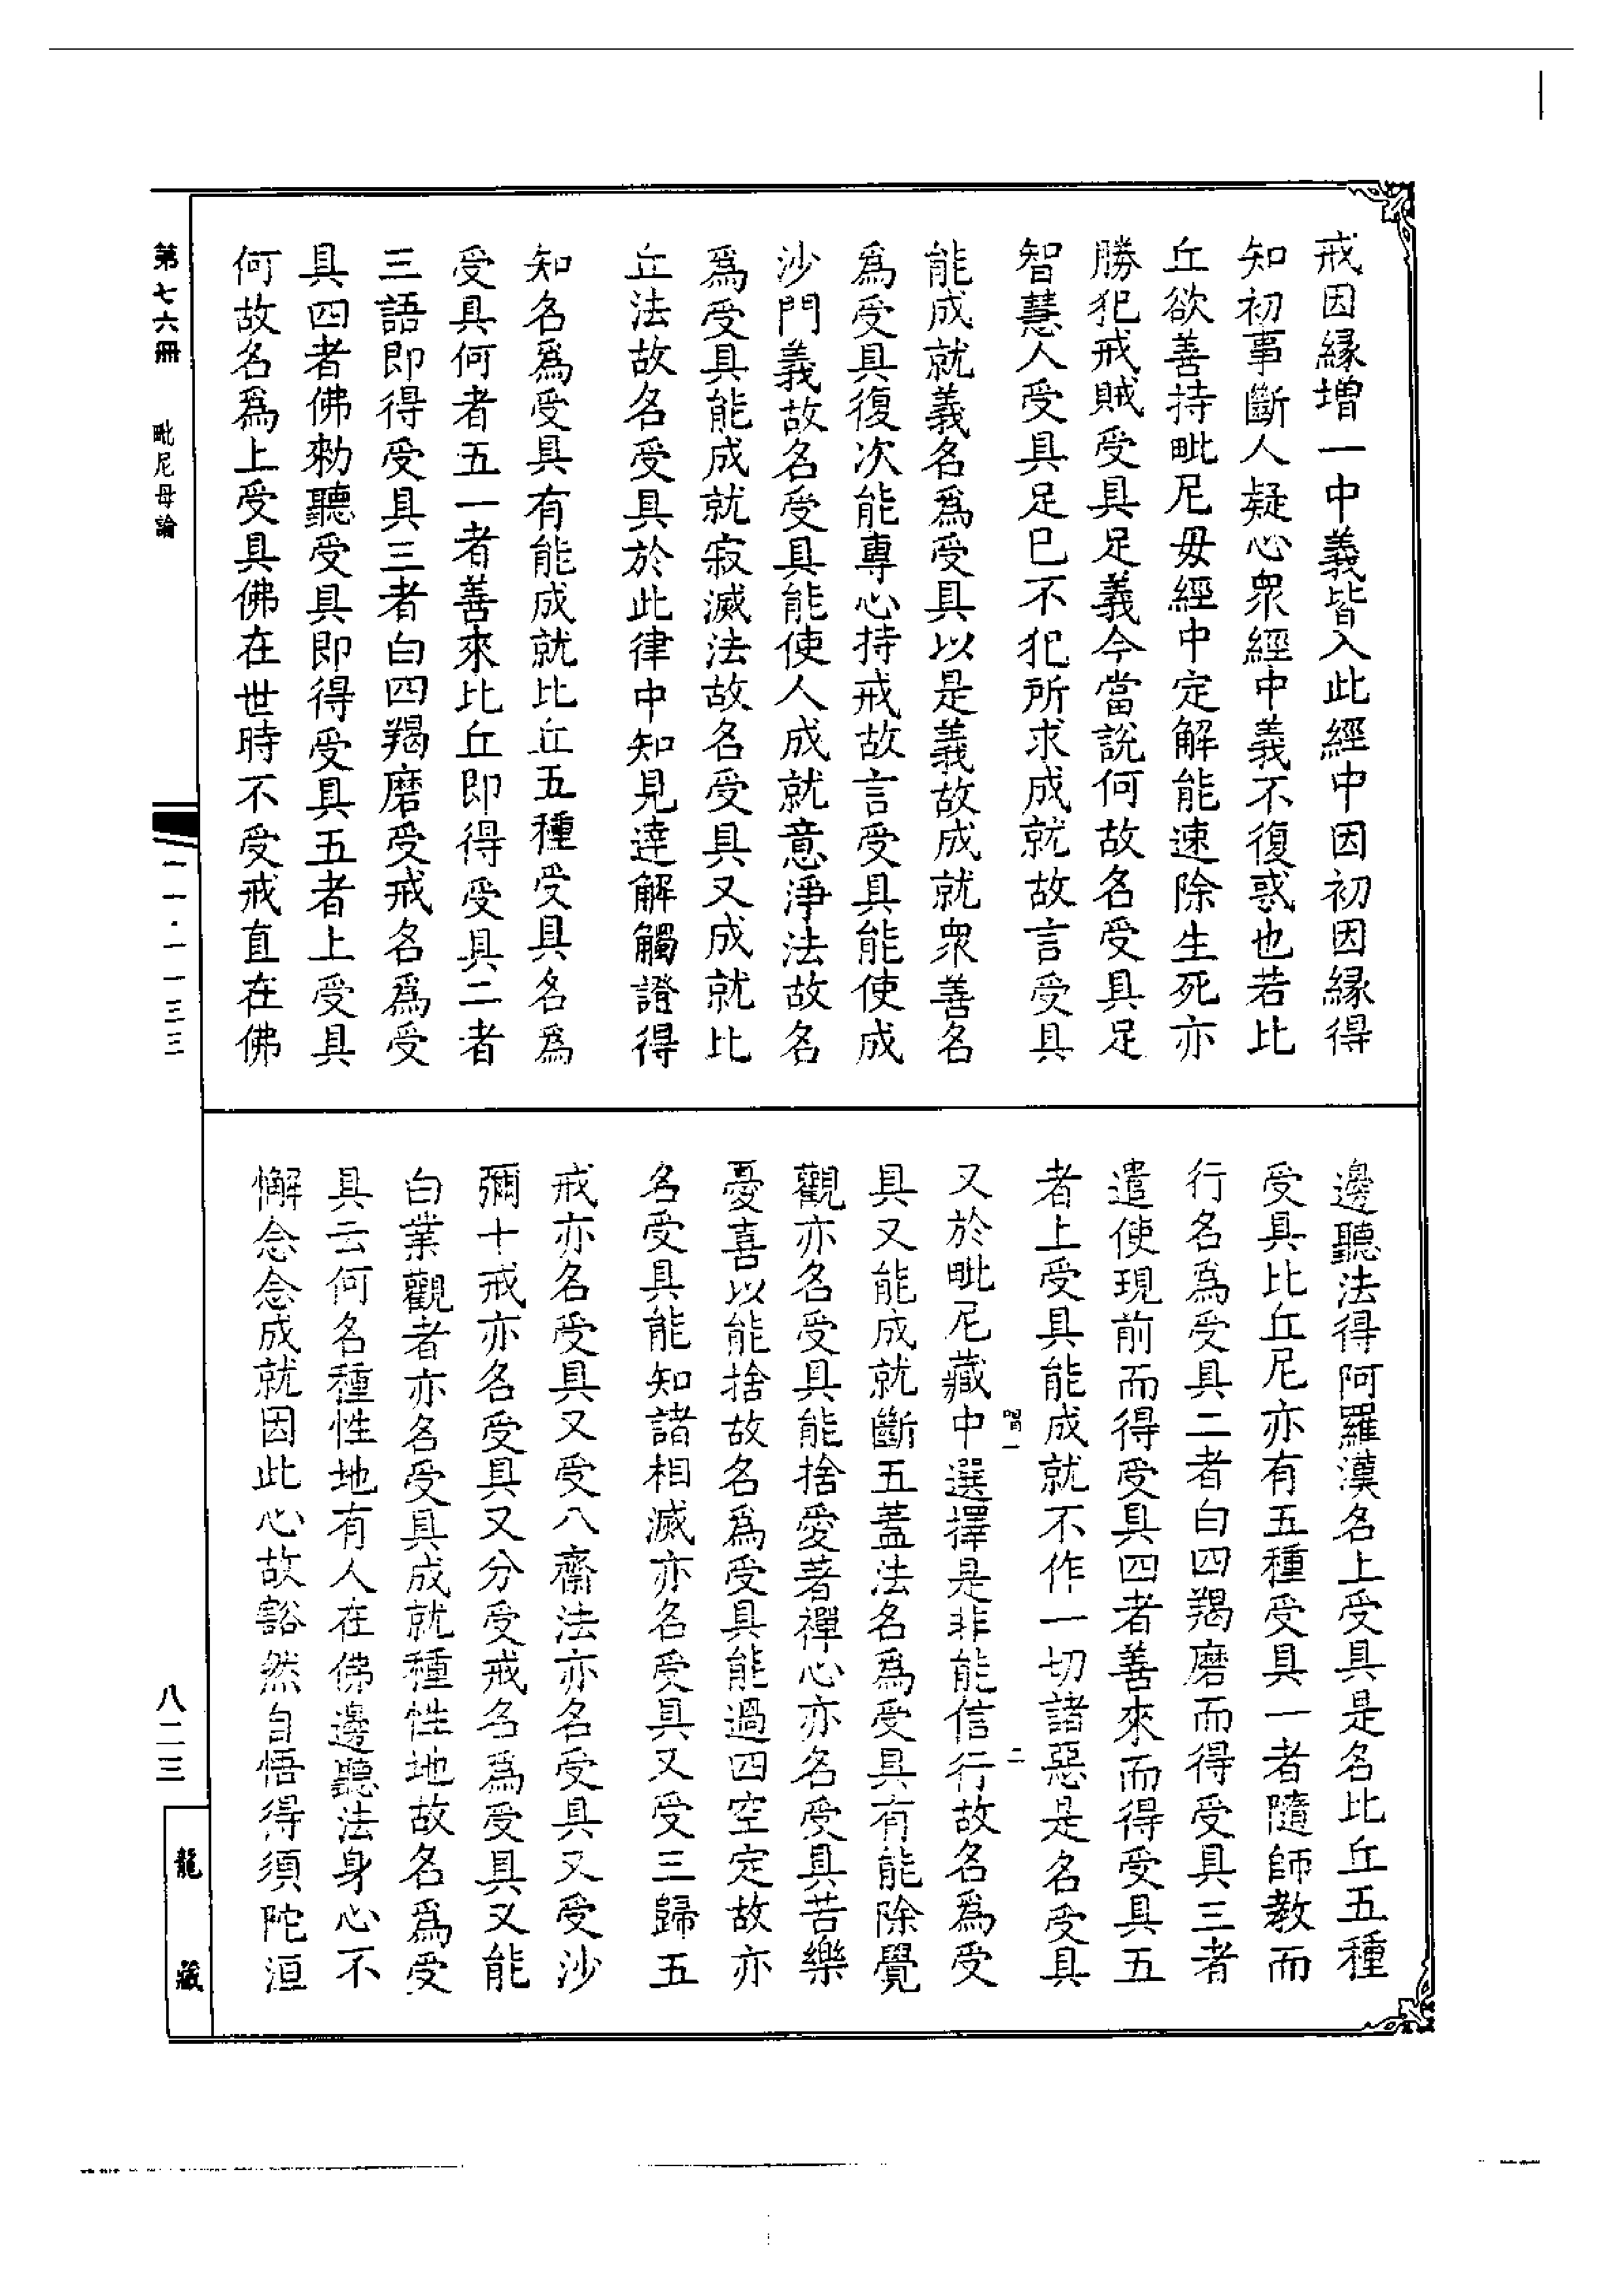 戒因緣增一中義皆入此經中因初因緣得
知初事斷人疑心衆經中義不復惑也若比
丘欲善持毗尼毋經中定解能速除生死亦
勝犯戒賊受具足義今當說何故名受具足
智慧人受具足已不犯所求成就故言受具
能成就義名爲受具以是義故成就衆善名
爲受具復次能專心持戒故言受具能使成
沙門義故名受具能使人成就意淨法故名
爲受具能成就寂滅法故名受具又成就比
丘法故名受具於此律中知見達解觸證得
知名爲受具有能成就比丘五種受具名爲
受具何者五一者善來比丘即得受具二者
三語即得受具三者白四羯磨受戒名爲受
具四者佛勑聽受具即得受具五者上受具
何故名爲上受具佛在世時不受戒直在佛
邊聽法得阿羅漢名上受具是名比丘五種
受具比丘尼亦有五種受具一者隨師教而
行名爲受具二者白四羯磨而得受具三者
遣使現前而得受具四者善來而得受具五
者上受具能成就不作一切諸惡是名受具
二
又於毗尼藏中選擇是非能信行故名爲受
具又能成就斷五蓋法名爲受具有能除覺
觀亦名受具能捨愛著禪心亦名受具苦樂
憂喜以能捨故名爲受具能過四空定故亦
名受具能知諸相滅亦名受具又受三歸五
戒亦名受具又受八齋法亦名受具又受沙
彌十戒亦名受具又分受戒名爲受具又能
白業觀者亦名受具成就種性地故名爲受
具云何名種性地有人在佛邊聽法身心不
懈念念成就因此心故豁然自悟得須陀洹
第七六冊 毗尼母論
一一·一一三三
八二三
龍藏